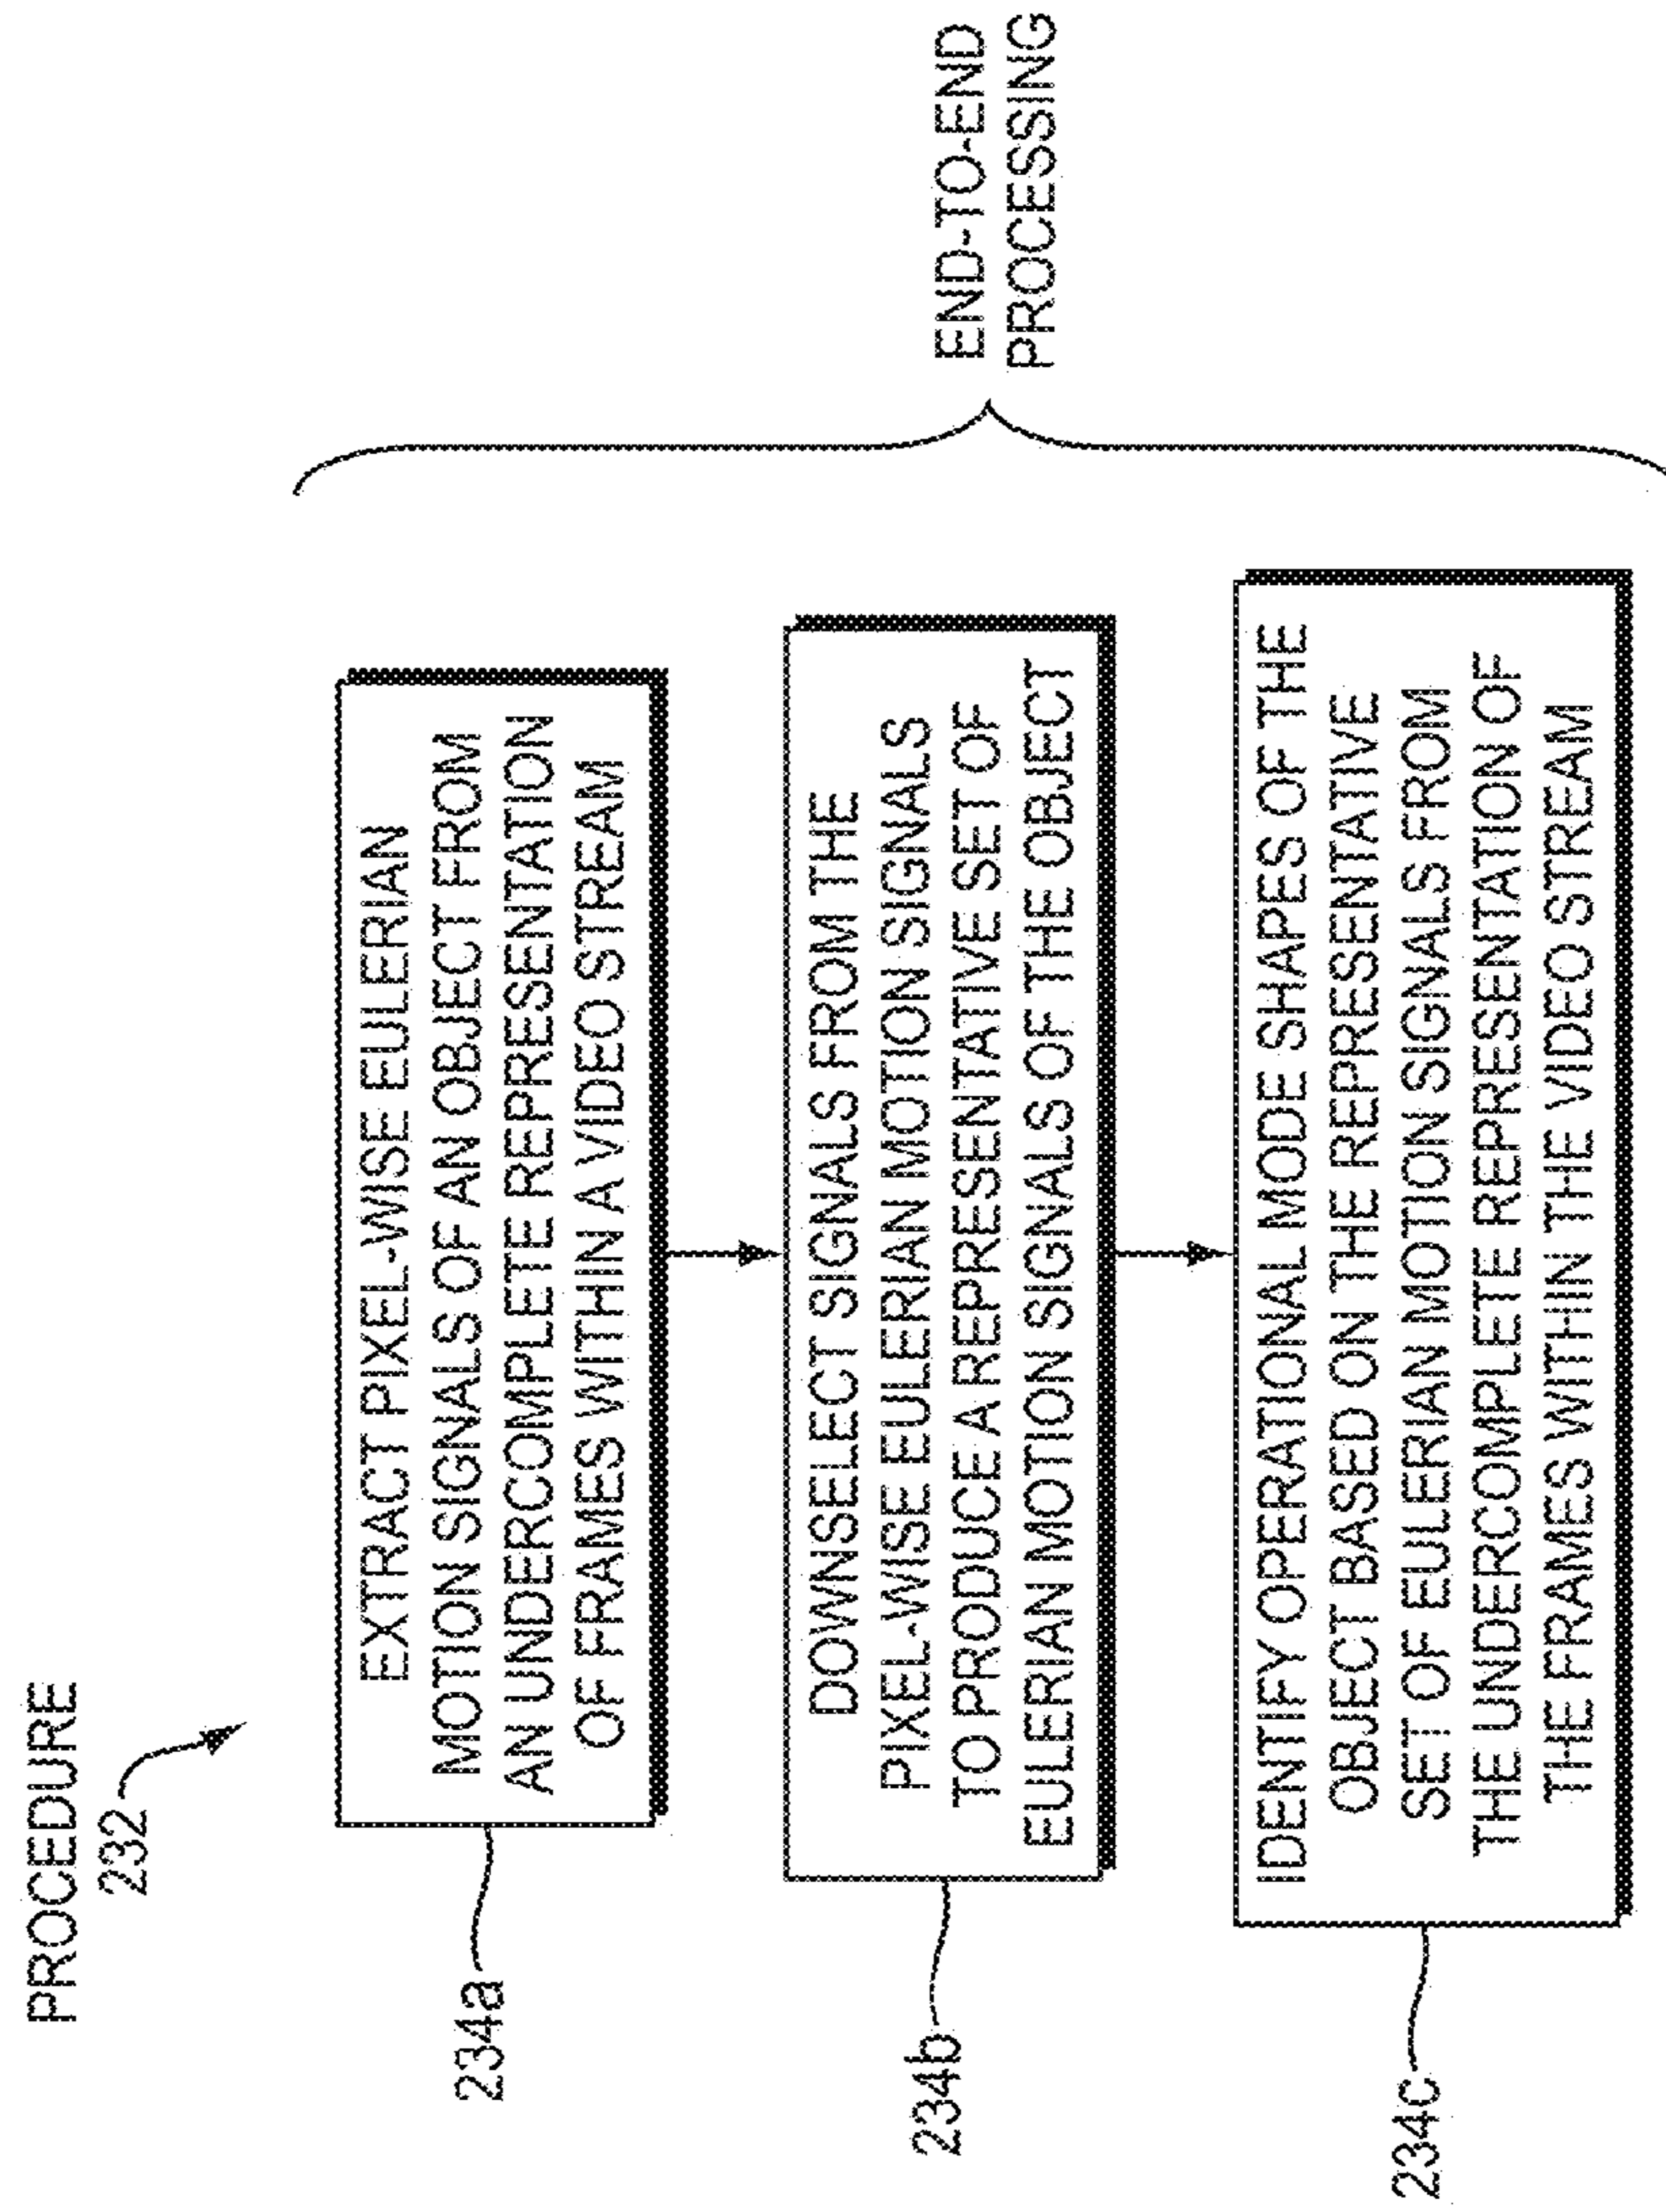 PROCEDURE
232
234a
EXTRACT PIXEL-WISE EULERIAN
MOTION SIGNALS OF AN OBJECT FROM
AN UNDERCOMPLETE REPRESENTATION
OF FRAMES WITHIN A VIDEO STREAM
234b
DOWNSELECT SIGNALS FROM THE
PIXEL-WISE EULERIAN MOTION SIGNALS
TO PRODUCE A REPRESENTATIVE SET OF
EULERIAN MOTION SIGNALS OF THE OBJECT
234c
IDENTIFY OPERATIONAL MODE SHAPES OF THE
OBJECT BASED ON THE REPRESENTATIVE
SET OF EULERIAN MOTION SIGNALS FROM
THE UNDERCOMPLETE REPRESENTATION OF
THE FRAMES WITHIN THE VIDEO STREAM
END-TO-END
PROCESSING